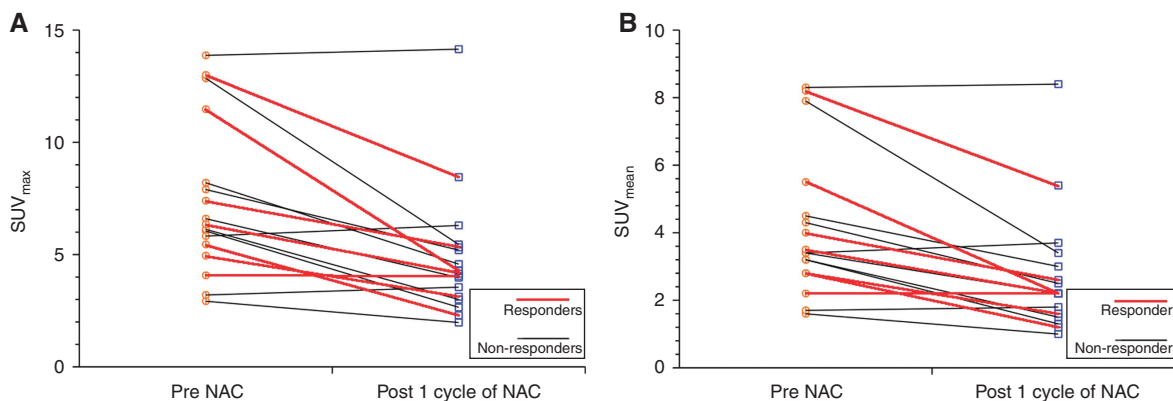 A
15
10
5
0
SUVmax
Pre NAC
Post 1 cycle of NAC
Responders
Non-responders
B
10
8
6
4
2
0
SUVmean
Pre NAC
Post 1 cycle of NAC
Responder
Non-responder